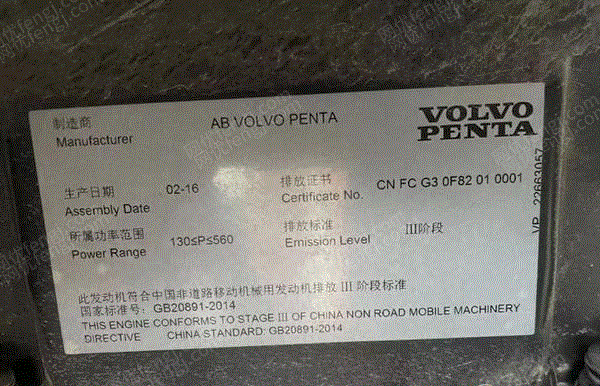 制造商
Manufacturer
AB VOLVO PENTA
VOLVO
PENTA
生产日期
Assembly Date
02-16
排放证书
Certificate No.
CN FC G3 0F82 01 0001
所属功率范围
Power Range
130≤P≤560
排放标准
Emission Level
III阶段
VP 22663057
此发动机符合中国非道路移动机械用发动机排放 III 阶段标准
国家标准号: GB20891-2014
THIS ENGINE CONFORMS TO STAGE III OF CHINA NON ROAD MOBILE MACHINERY
DIRECTIVE CHINA STANDARD: GB20891-2014